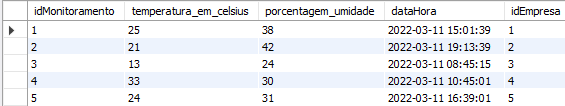 idMonitoramento temperatura_em_celsius porcentagem_umidade dataHora idEmpresa
1 25 38 2022-03-11 15:01:39 1
2 21 42 2022-03-11 19:13:39 2
3 13 24 2022-03-11 08:45:15 3
4 33 30 2022-03-11 10:45:01 4
5 24 31 2022-03-11 16:39:01 5